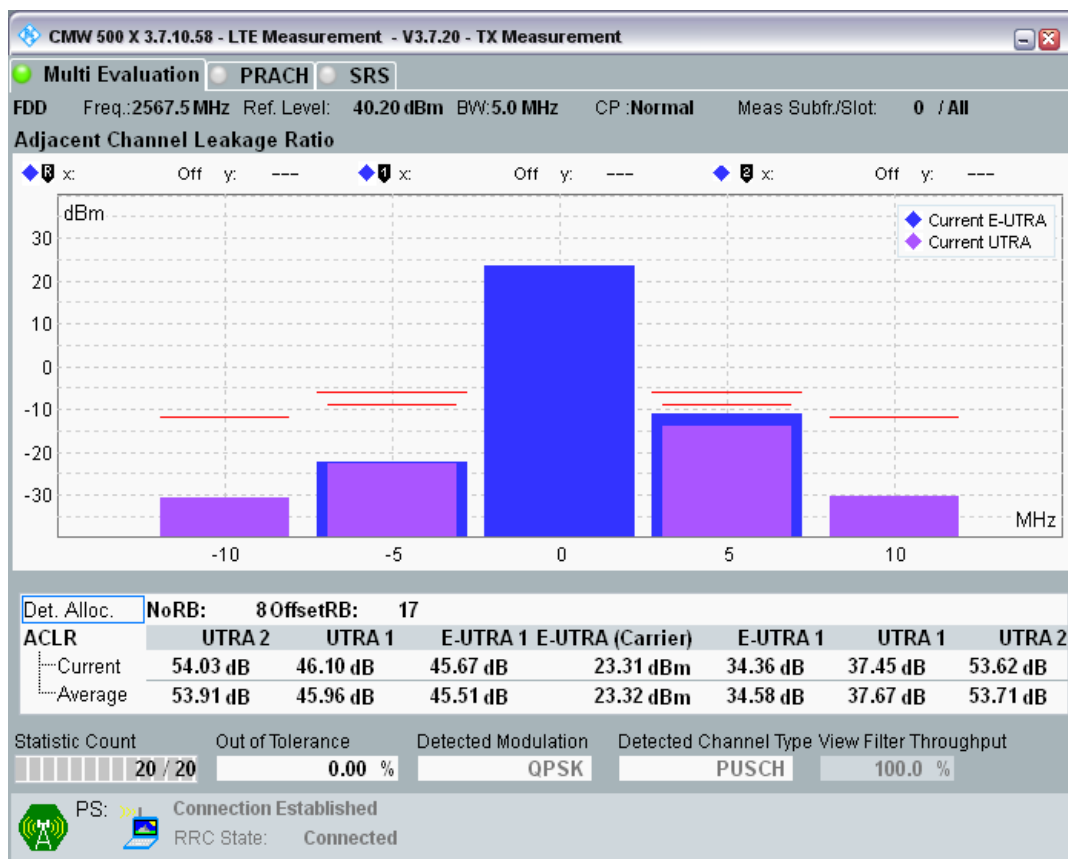 CMW 500 X 3.7.10.58 - LTE Measurement - V3.7.20 - TX Measurement
Multi Evaluation PRACH SRS
FDD Freq.:2567.5 MHz Ref. Level: 40.20 dBm BW:5.0 MHz CP :Normal Meas Subfr./Slot: 0 / All
Adjacent Channel Leakage Ratio
R x: Off y: --- 1 x: Off y: --- 2 x: Off y: ---
dBm
Current E-UTRA
Current UTRA
30
20
10
0
-10
-20
-30
MHz
-10 -5 0 5 10
Det. Alloc. NoRB: 8 OffsetRB: 17
ACLR UTRA 2 UTRA 1 E-UTRA 1 E-UTRA (Carrier) E-UTRA 1 UTRA 1 UTRA 2
Current 54.03 dB 46.10 dB 45.67 dB 23.31 dBm 34.36 dB 37.45 dB 53.62 dB
Average 53.91 dB 45.96 dB 45.51 dB 23.32 dBm 34.58 dB 37.67 dB 53.71 dB
Statistic Count Out of Tolerance Detected Modulation Detected Channel Type View Filter Throughput
20 / 20 0.00 % QPSK PUSCH 100.0 %
PS: Connection Established
RRC State: Connected